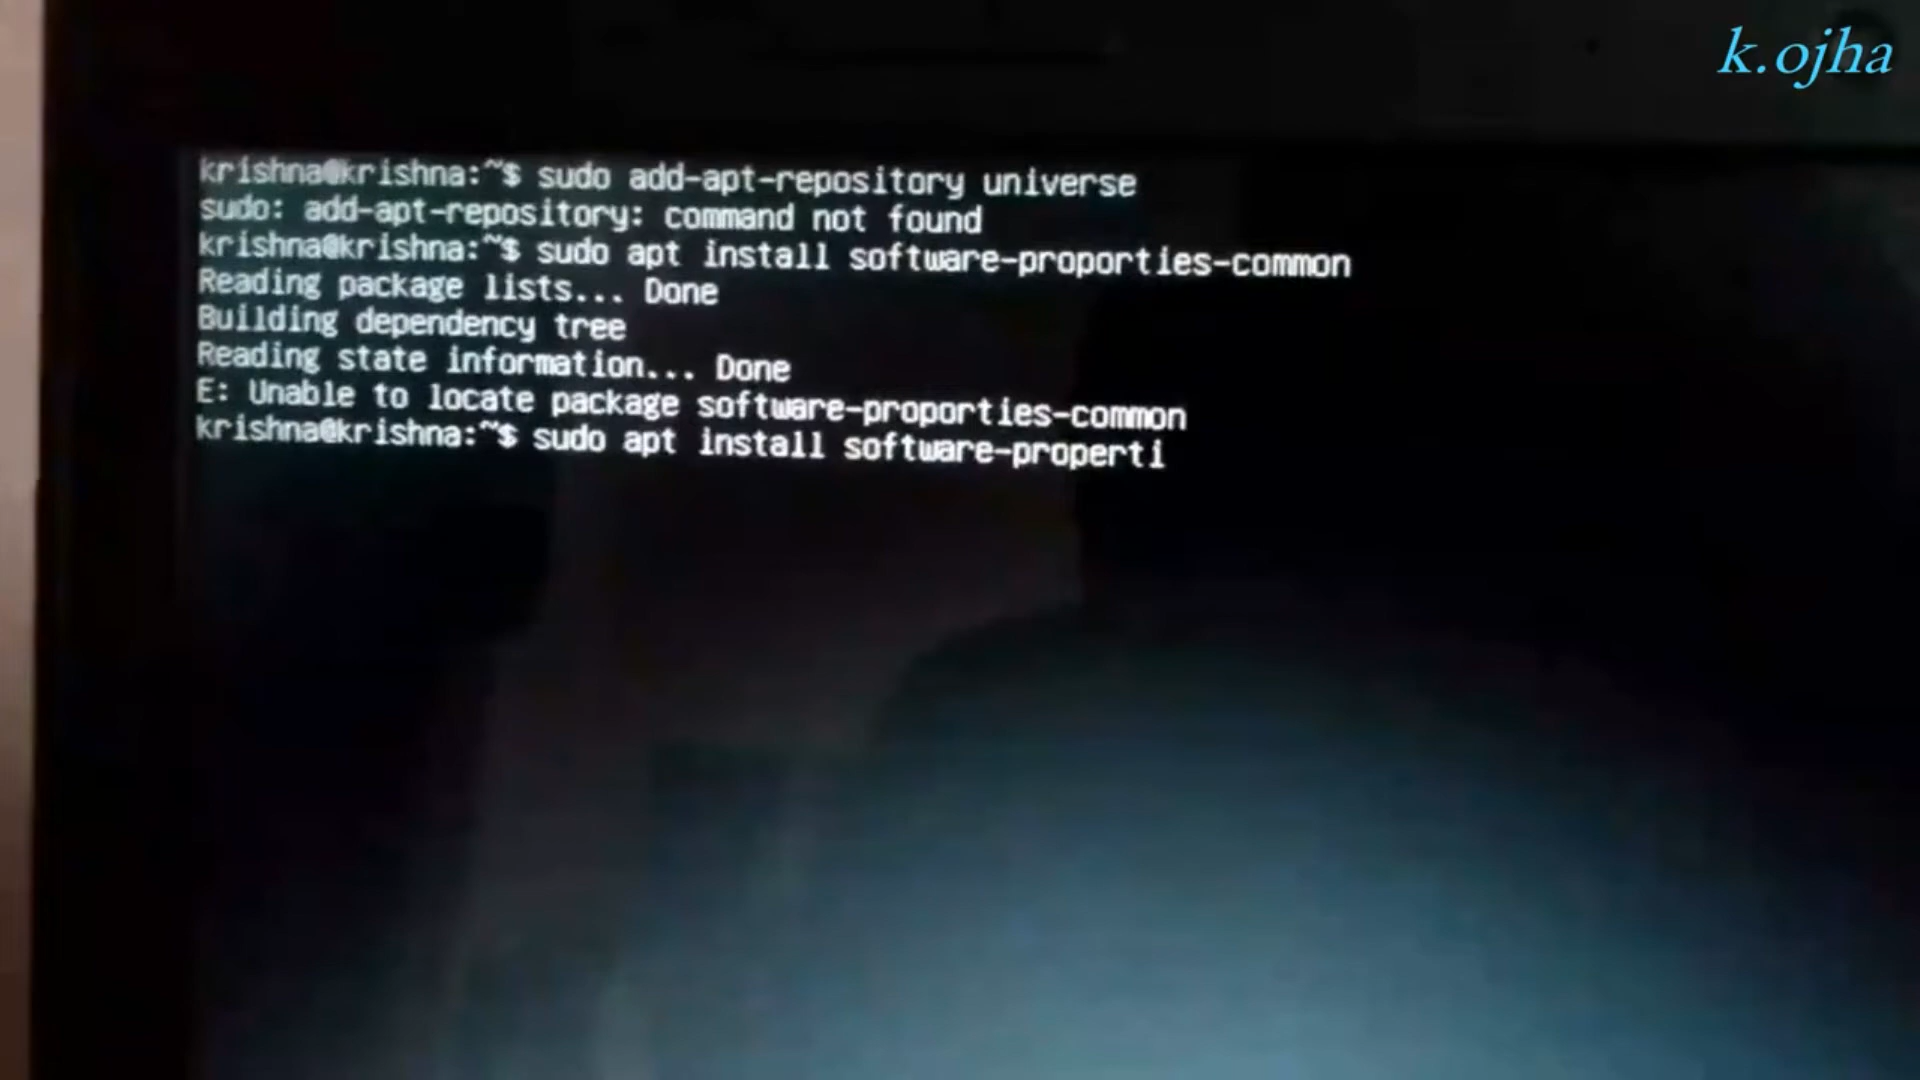 k.ojha
krishna@krishna:~$ sudo add-apt-repository universe
sudo: add-apt-repository: command not found
krishna@krishna:~$ sudo apt install software-proporties-common
Reading package lists... Done
Building dependency tree
Reading state information... Done
E: Unable to locate package software-proporties-common
krishna@krishna:~$ sudo apt install software-properti